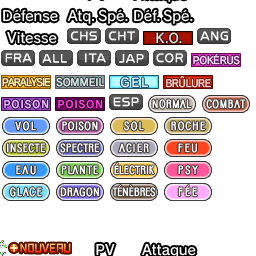 Défense Atq. Spé. Déf. Spé.
Vitesse CHS CHT K.O. ANG
FRA ALL ITA JAP COR POKÉRUS
PARALYSIE SOMMEIL GEL BRÛLURE
POISON POISON ESP NORMAL COMBAT
VOL POISON SOL ROCHE
INSECTE SPECTRE ACIER FEU
EAU PLANTE ÉLECTRIK PSY
GLACE DRAGON TÉNÈBRES FÉE
NOUVEAU PV Attaque